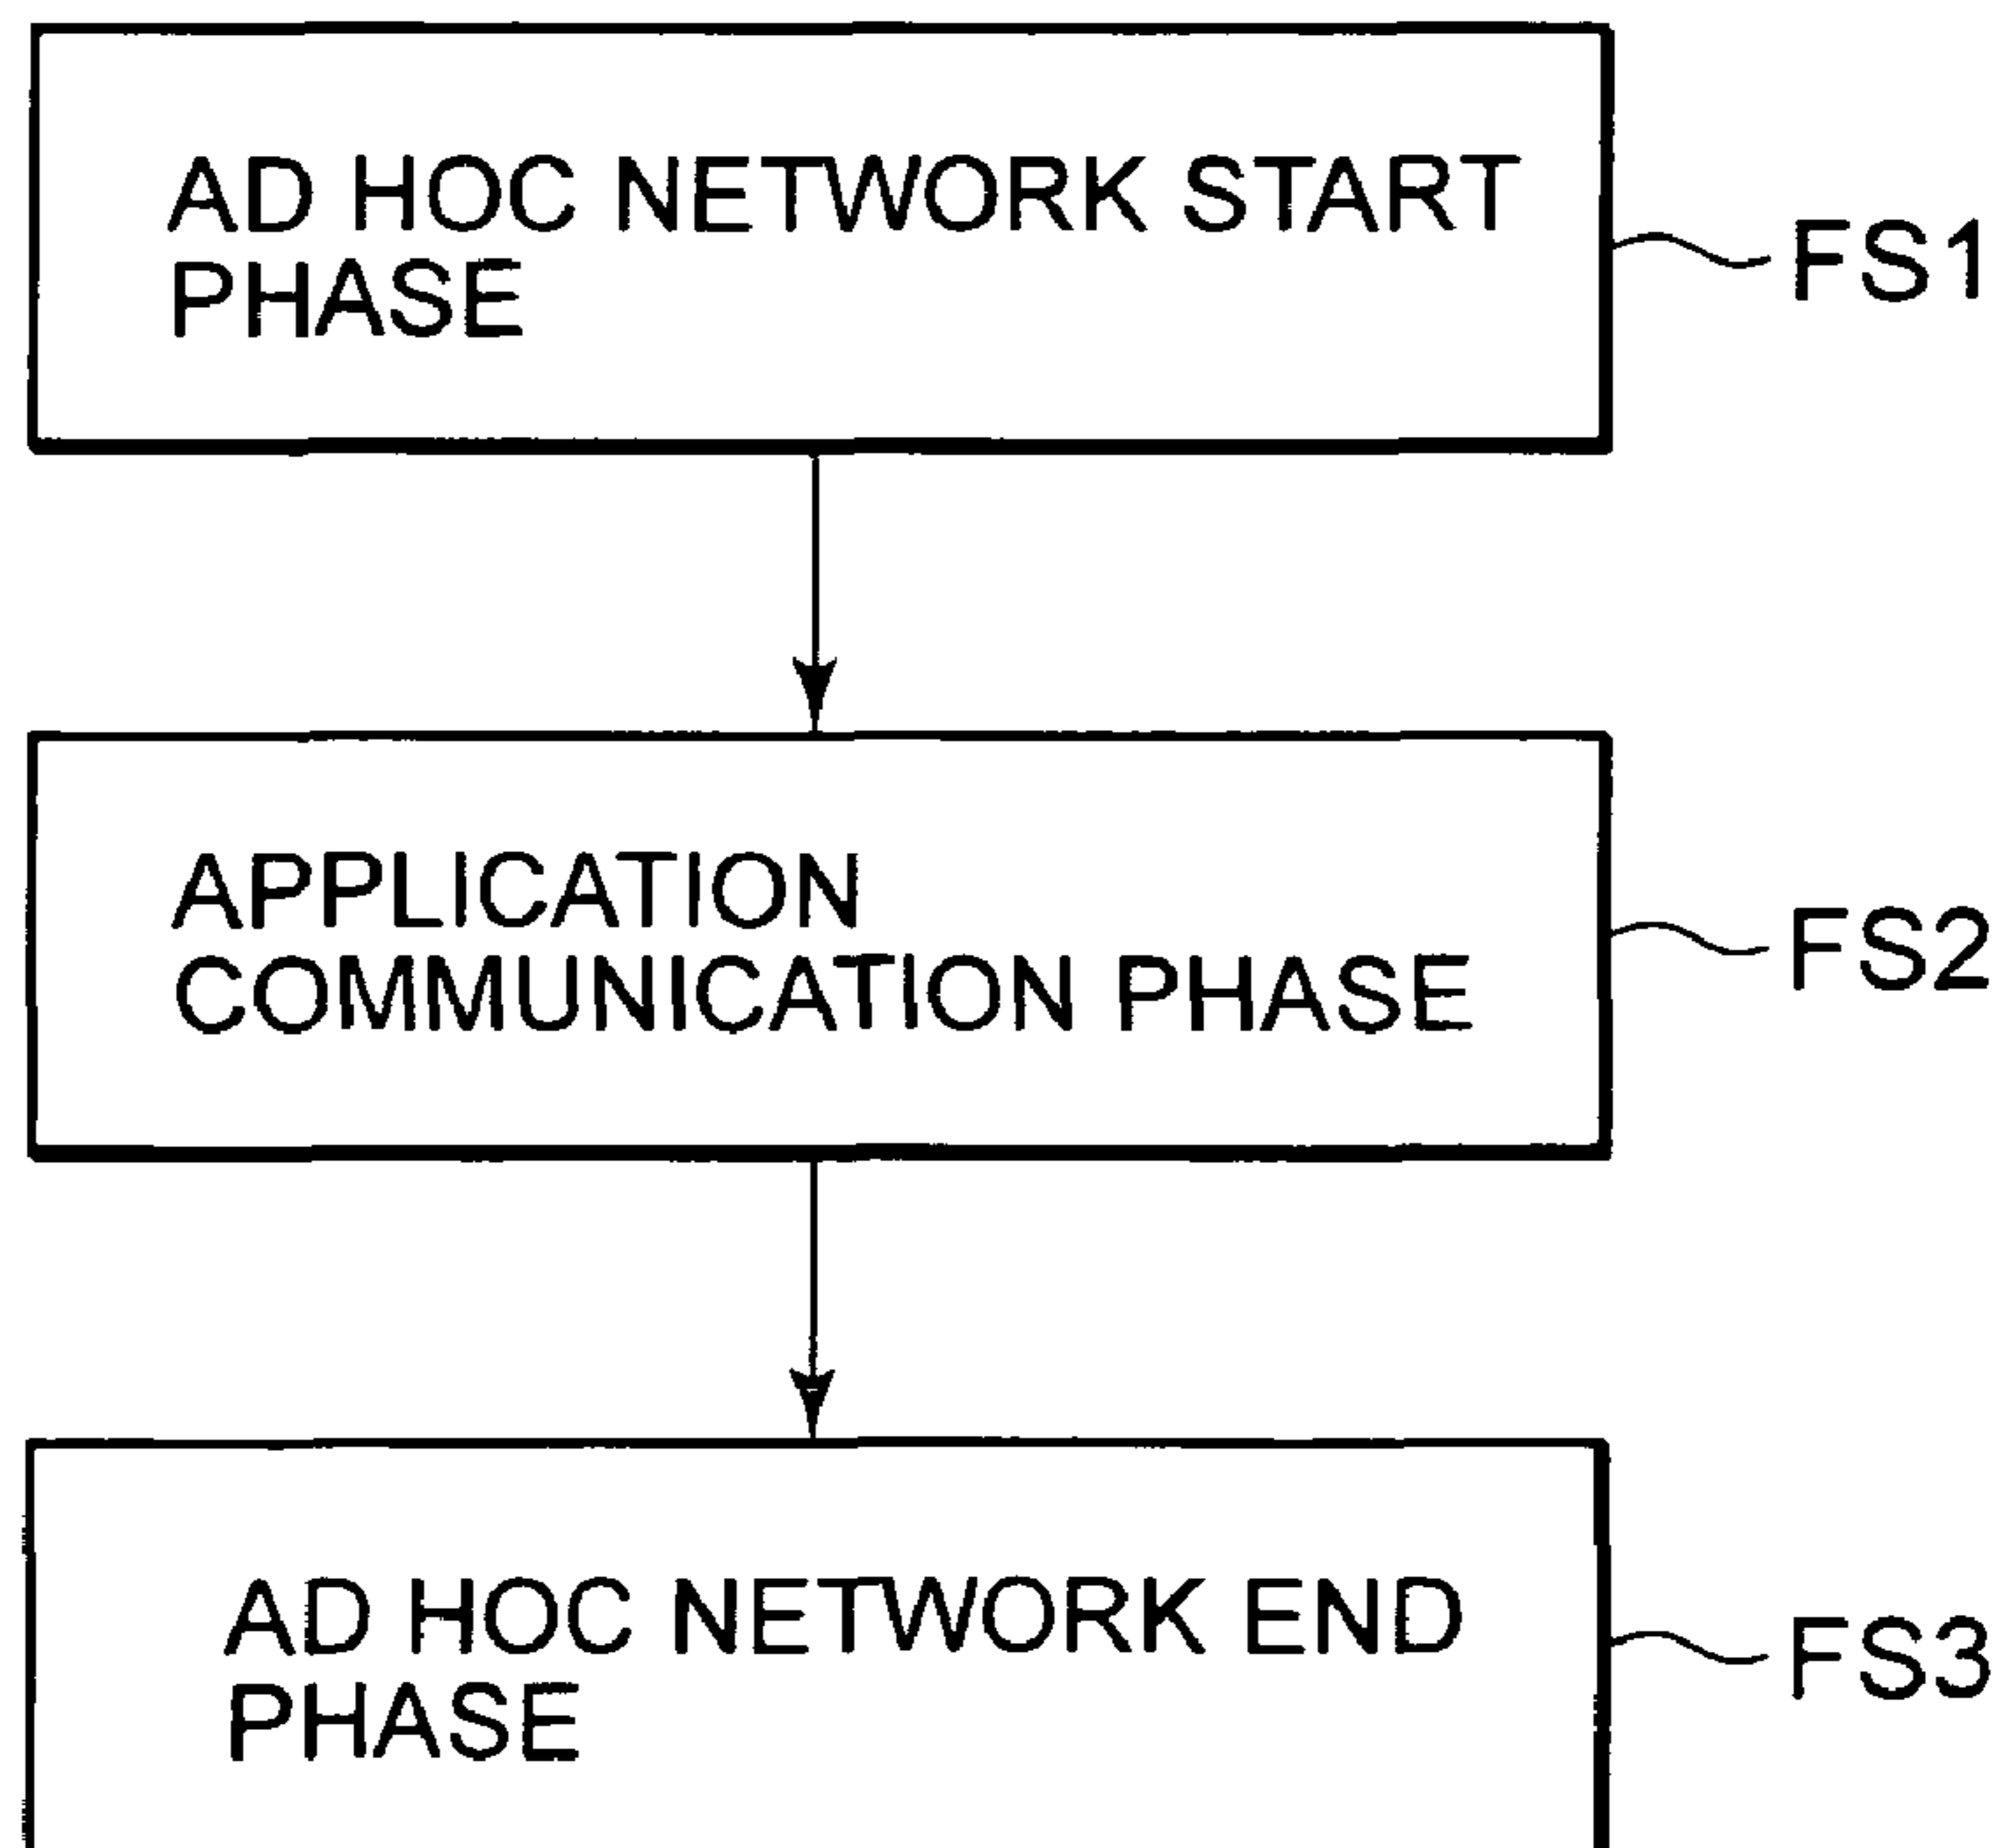 AD HOC NETWORK START
PHASE
FS1
APPLICATION
COMMUNICATION PHASE
FS2
AD HOC NETWORK END
PHASE
FS3